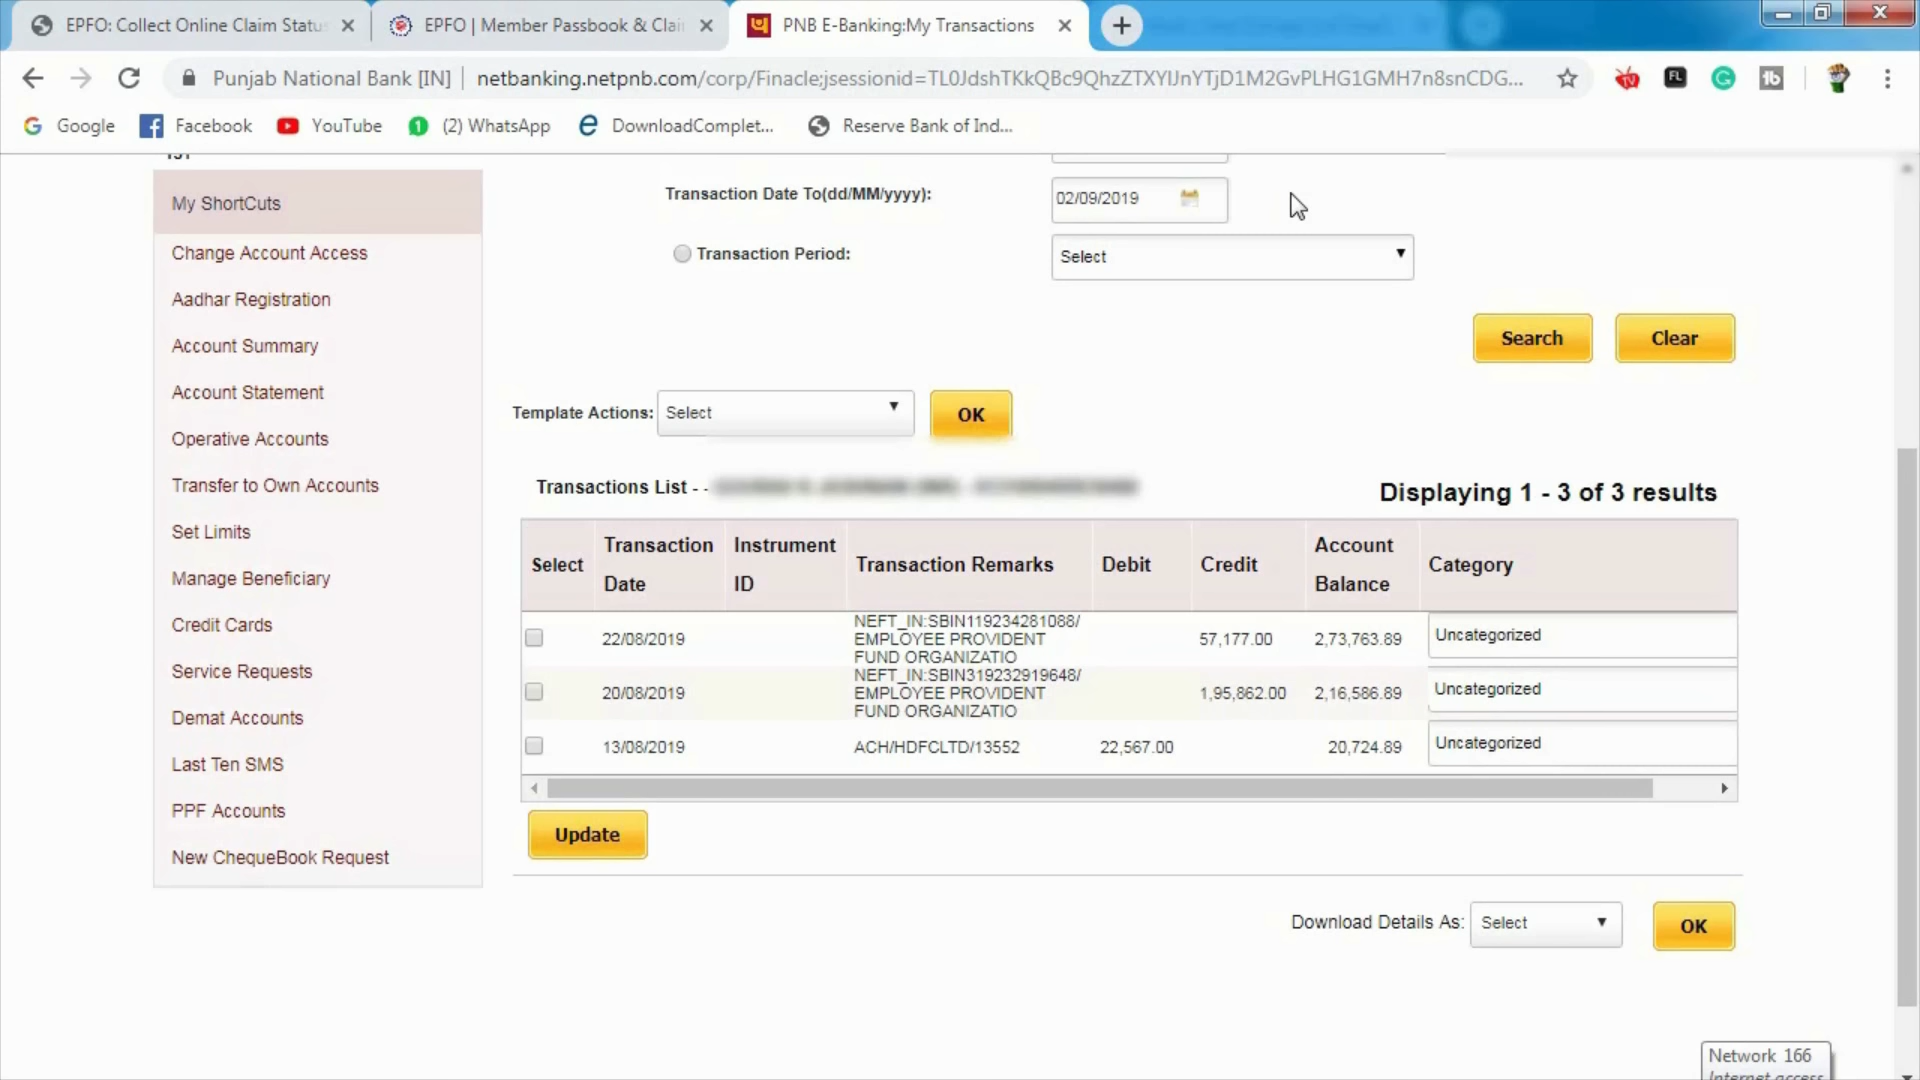 EPFO: Collect Online Claim Status
EPFO | Member Passbook & Clai
PNB E-Banking:My Transactions
Punjab National Bank [IN] | netbanking.netpnb.com/corp/Finacle;jsessionid=TL0JdshTKkQBc9QhzZTXYIJnYTjD1M2GvPLHG1GMH7n8snCDG...
Google
Facebook
YouTube
(2) WhatsApp
DownloadComplet...
Reserve Bank of Ind...
My ShortCuts
Change Account Access
Aadhar Registration
Account Summary
Account Statement
Operative Accounts
Transfer to Own Accounts
Set Limits
Manage Beneficiary
Credit Cards
Service Requests
Demat Accounts
Last Ten SMS
PPF Accounts
New ChequeBook Request
Transaction Date To(dd/MM/yyyy): 02/09/2019
Transaction Period: Select
Search Clear
Template Actions: Select OK
Transactions List - -
Displaying 1 - 3 of 3 results
Select
Transaction
Date
Instrument
ID
Transaction Remarks
Debit
Credit
Account
Balance
Category
22/08/2019
NEFT_IN:SBIN119234281088/
EMPLOYEE PROVIDENT
FUND ORGANIZATIO
57,177.00
2,73,763.89
Uncategorized
20/08/2019
NEFT_IN:SBIN319232919648/
EMPLOYEE PROVIDENT
FUND ORGANIZATIO
1,95,862.00
2,16,586.89
Uncategorized
13/08/2019
ACH/HDFCLTD/13552
22,567.00
20,724.89
Uncategorized
Update
Download Details As: Select OK
Network 166
Internet access